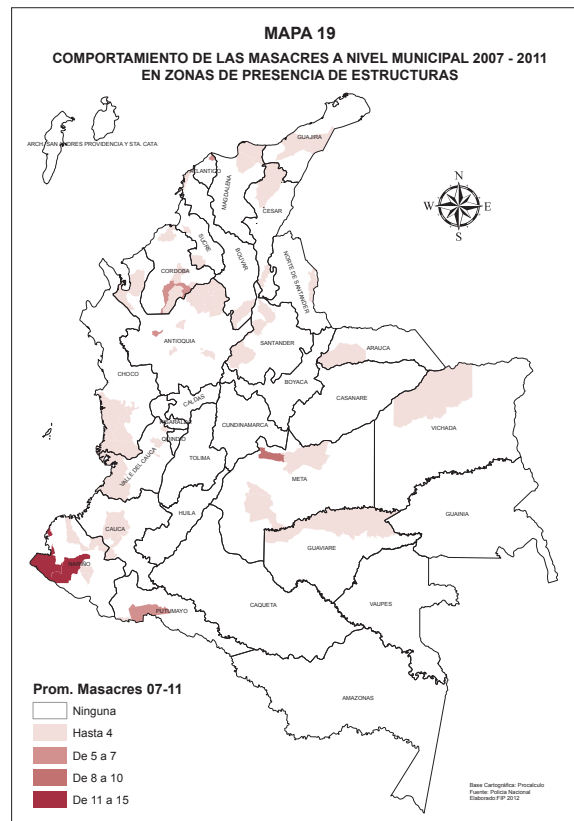 MAPA 19
COMPORTAMIENTO DE LAS MASACRES A NIVEL MUNICIPAL 2007 - 2011
EN ZONAS DE PRESENCIA DE ESTRUCTURAS
ARCH. SAN ANDRES PROVIDENCIA Y STA. CATA
GUAJIRA
ATLANTICO
MAGDALENA
CESAR
N
W E
S
SUCRE
BOLIVAR
NORTE DE SANTANDER
CORDOBA
ANTIOQUIA
SANTANDER
ARAUCA
CHOCO
BOYACA
CASANARE
CALDAS
VICHADA
RISARALDA
CUNDINAMARCA
QUINDIO
VALLE DEL CAUCA
TOLIMA
META
GUAINIA
HUILA
CAUCA
GUAVIARE
NARIÑO
CAQUETA
VAUPES
PUTUMAYO
AMAZONAS
Prom. Masacres 07-11
Ninguna
Hasta 4
De 5 a 7
De 8 a 10
De 11 a 15
Base Cartográfica: Procalculo
Fuente: Policia Nacional
Elaborado:FIP 2012